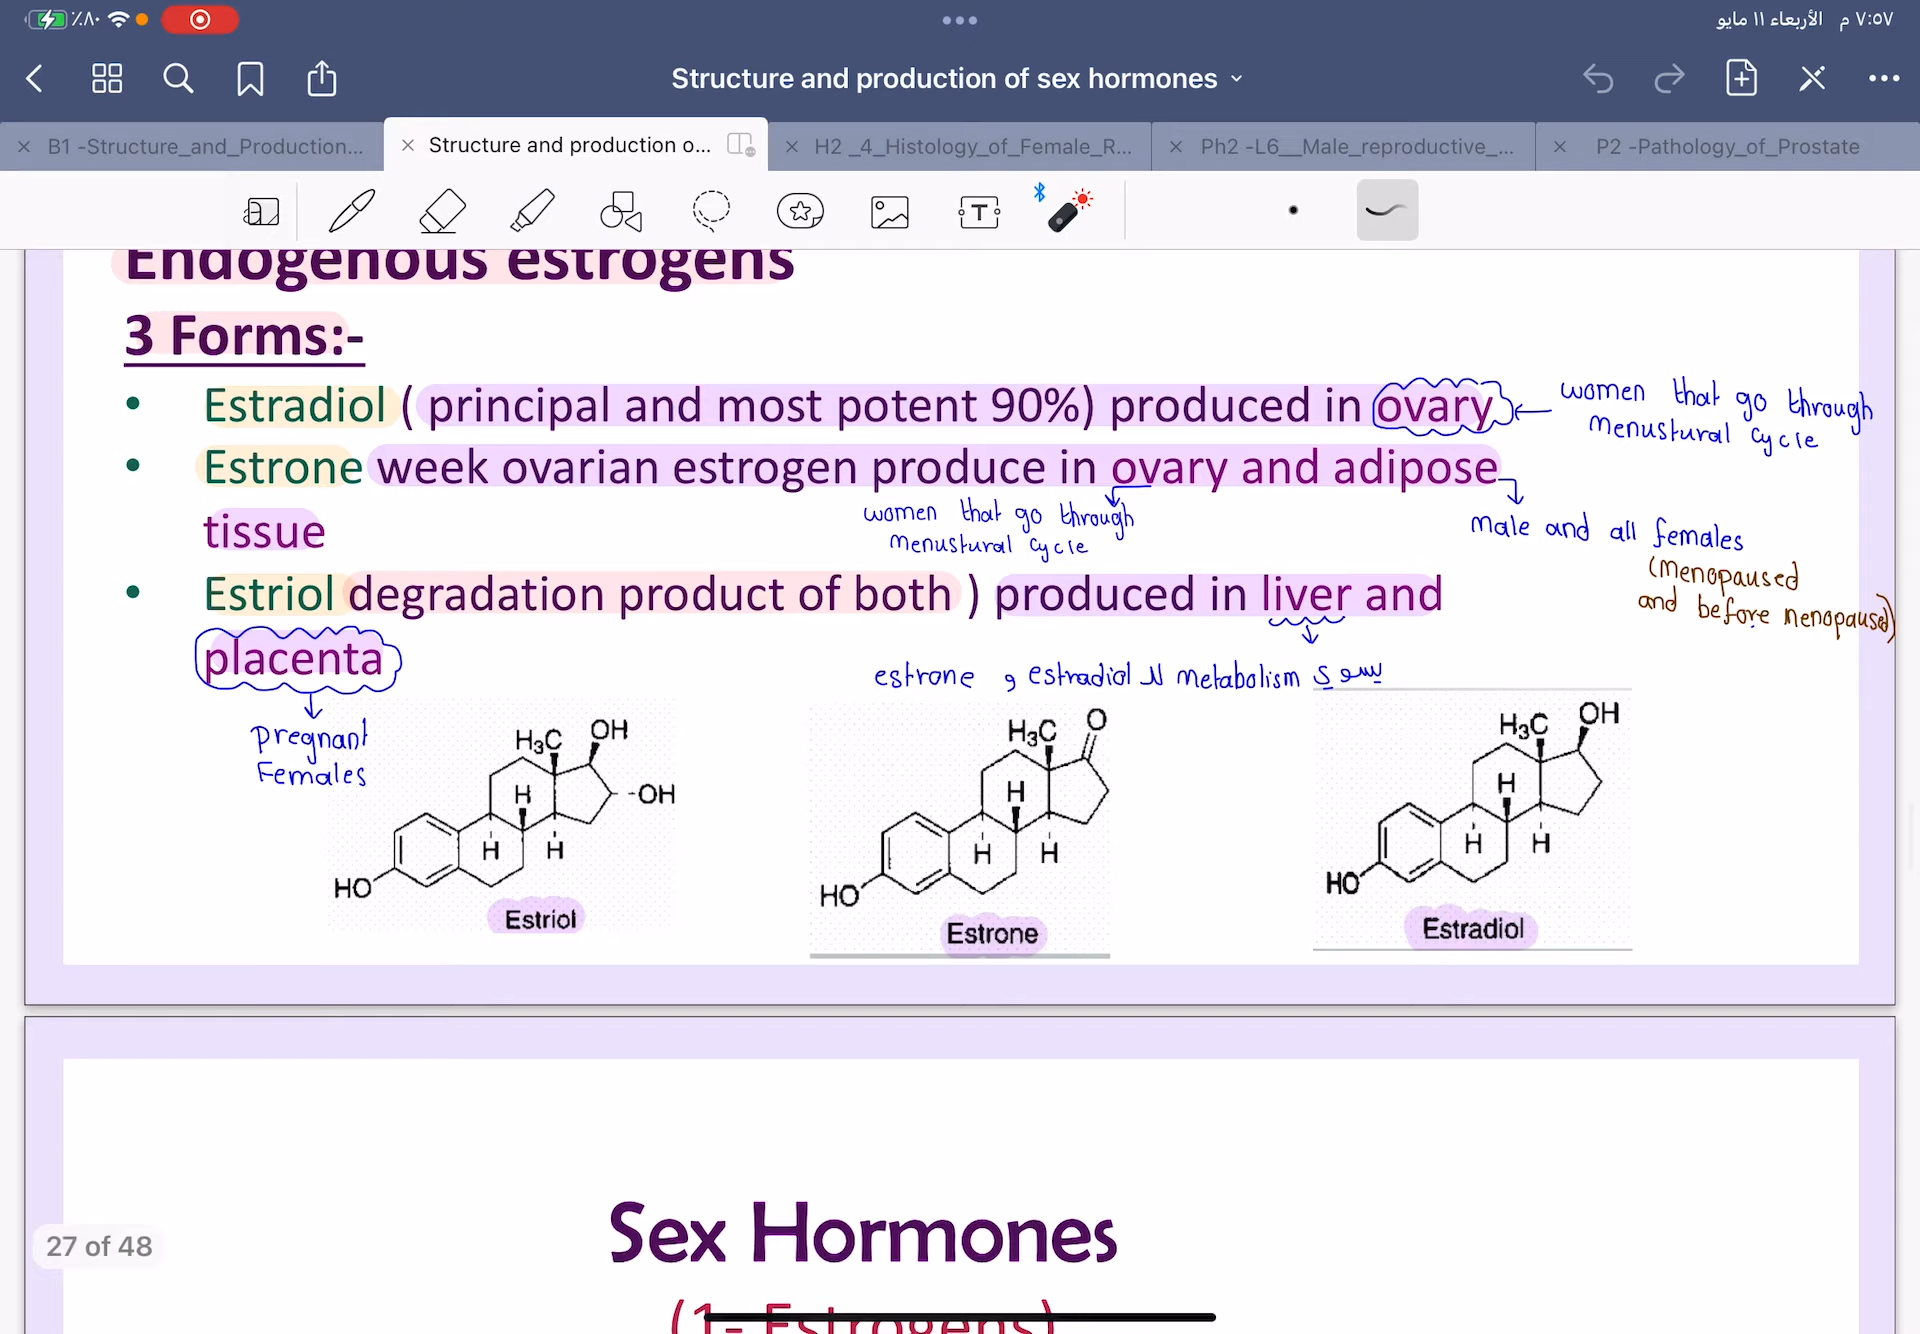 ٪٨٠
٧:٥٧ م الأربعاء ١١ مايو
Structure and production of sex hormones
B1 -Structure_and_Production...
Structure and production o...
H2 _4_Histology_of_Female_R...
Ph2 -L6__Male_reproductive_...
P2 -Pathology_of_Prostate
Endogenous estrogens
3 Forms:-
• Estradiol ( principal and most potent 90%) produced in ovary
women that go through
menustural cycle
• Estrone week ovarian estrogen produce in ovary and adipose
tissue
women that go through
menustural cycle
male and all females
(menopaused
and before menopaused)
• Estriol degradation product of both ) produced in liver and
placenta
pregnant
Females
يسوي metabolism لل estradiol و estrone
H₃C OH
H -OH
H H
HO
Estriol
H₃C O
H
H H
HO
Estrone
H₃C OH
H
H H
HO
Estradiol
Sex Hormones
(1- Estrogens)
27 of 48